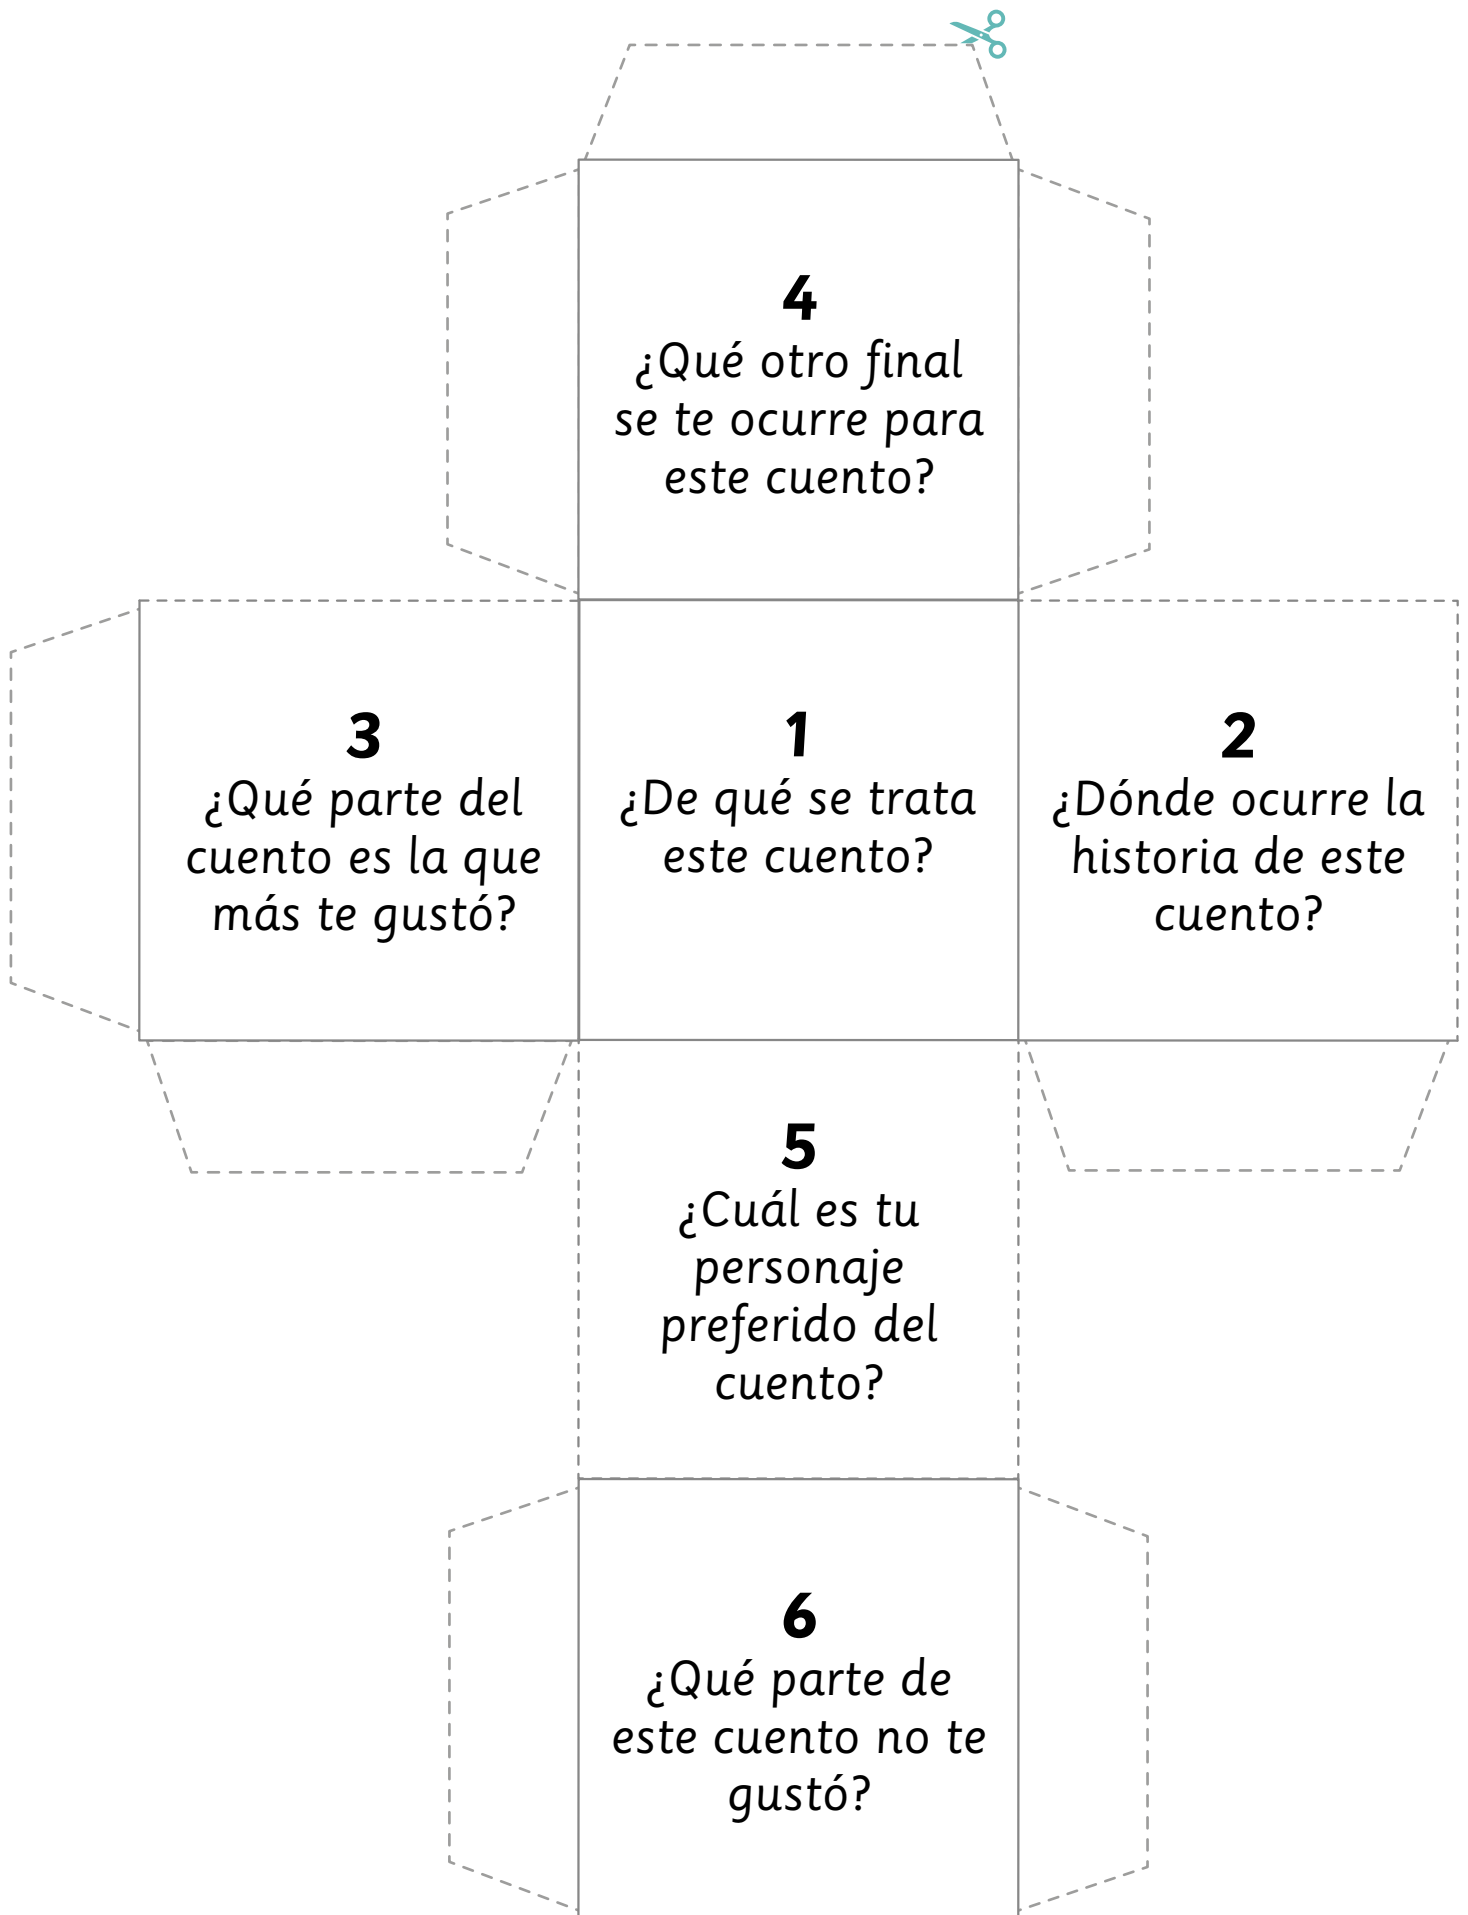 4
¿Qué otro final
se te ocurre para
este cuento?
3
¿Qué parte del
cuento es la que
más te gustó?
1
¿De qué se trata
este cuento?
2
¿Dónde ocurre la
historia de este
cuento?
5
¿Cuál es tu
personaje
preferido del
cuento?
6
¿Qué parte de
este cuento no te
gustó?